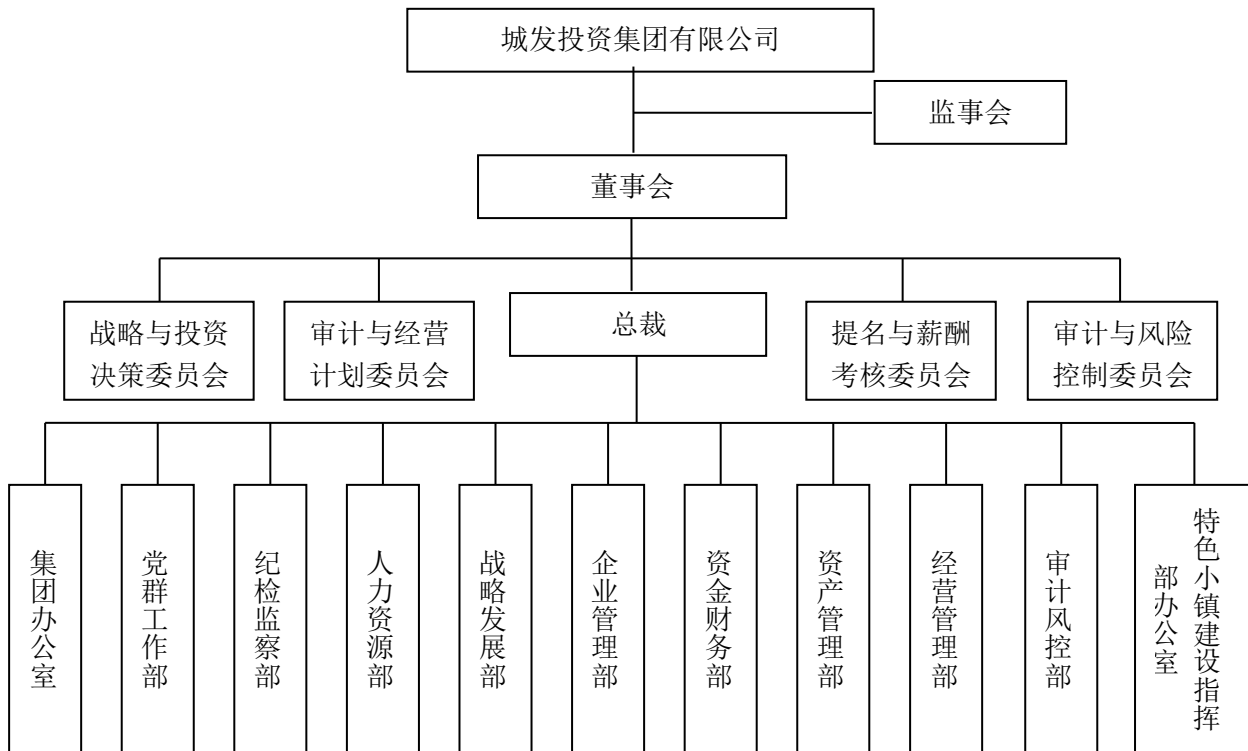 城发投资集团有限公司
监事会
董事会
战略与投资
决策委员会
审计与经营
计划委员会
总裁
提名与薪酬
考核委员会
审计与风险
控制委员会
集团办公室
党群工作部
纪检监察部
人力资源部
战略发展部
企业管理部
资金财务部
资产管理部
经营管理部
审计风控部
特色小镇建设指挥
部办公室